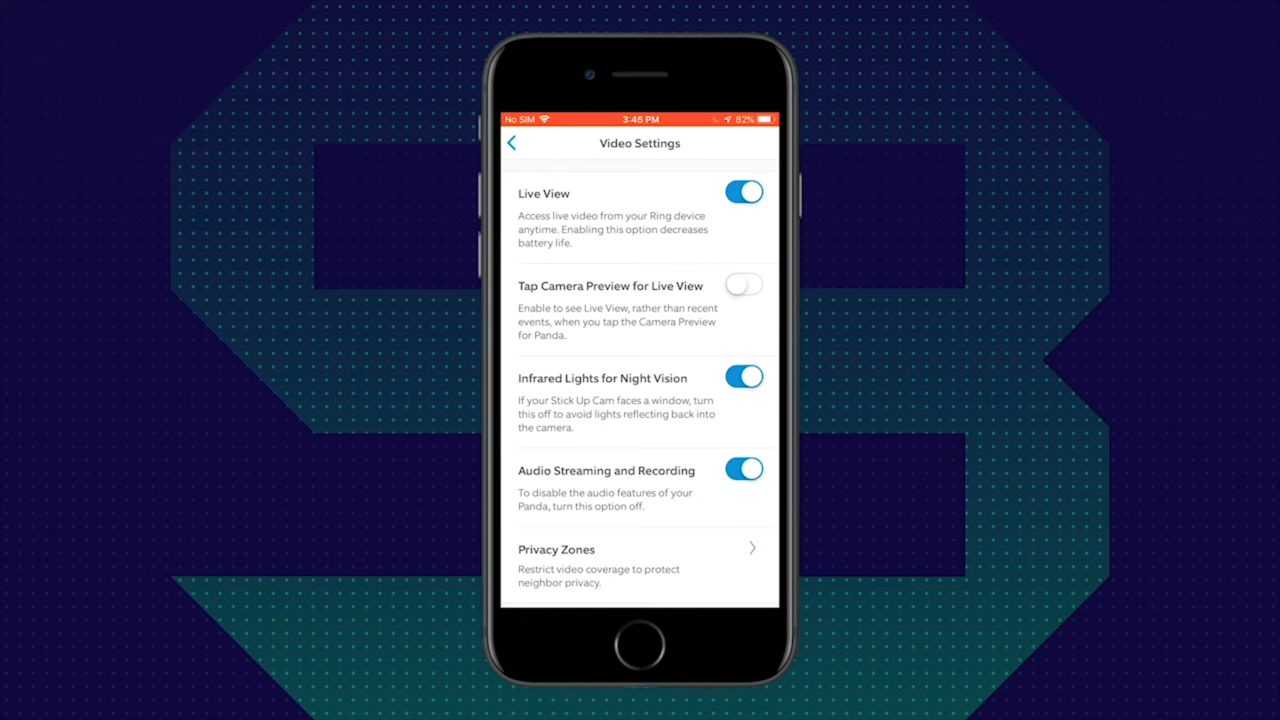 No SIM 3:45 PM 82%
Video Settings
Live View
Access live video from your Ring device
anytime. Enabling this option decreases
battery life.
Tap Camera Preview for Live View
Enable to see Live View, rather than recent
events, when you tap the Camera Preview
for Panda.
Infrared Lights for Night Vision
If your Stick Up Cam faces a window, turn
this off to avoid lights reflecting back into
the camera.
Audio Streaming and Recording
To disable the audio features of your
Panda, turn this option off.
Privacy Zones
Restrict video coverage to protect
neighbor privacy.